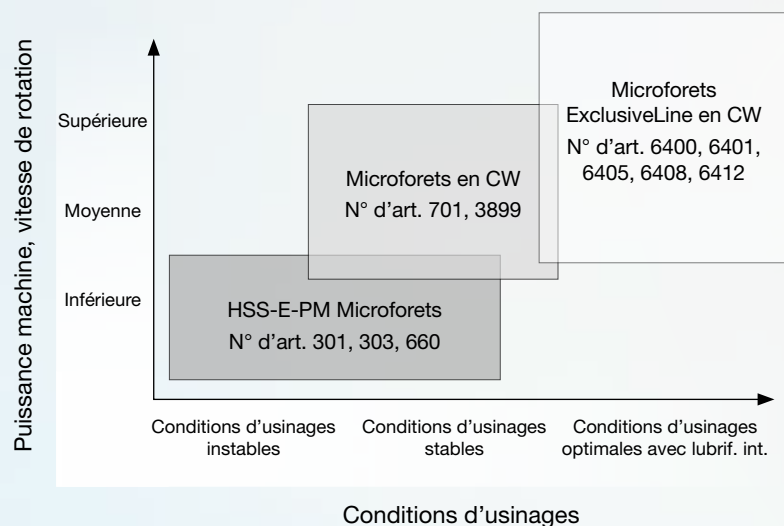 Puissance machine, vitesse de rotation
Supérieure
Moyenne
Inférieure
Microforets
ExclusiveLine en CW
N° d’art. 6400, 6401,
6405, 6408, 6412
Microforets en CW
N° d’art. 701, 3899
HSS-E-PM Microforets
N° d’art. 301, 303, 660
Conditions d’usinages
instables
Conditions d’usinages
stables
Conditions d’usinages
optimales avec lubrif. int.
Conditions d’usinages